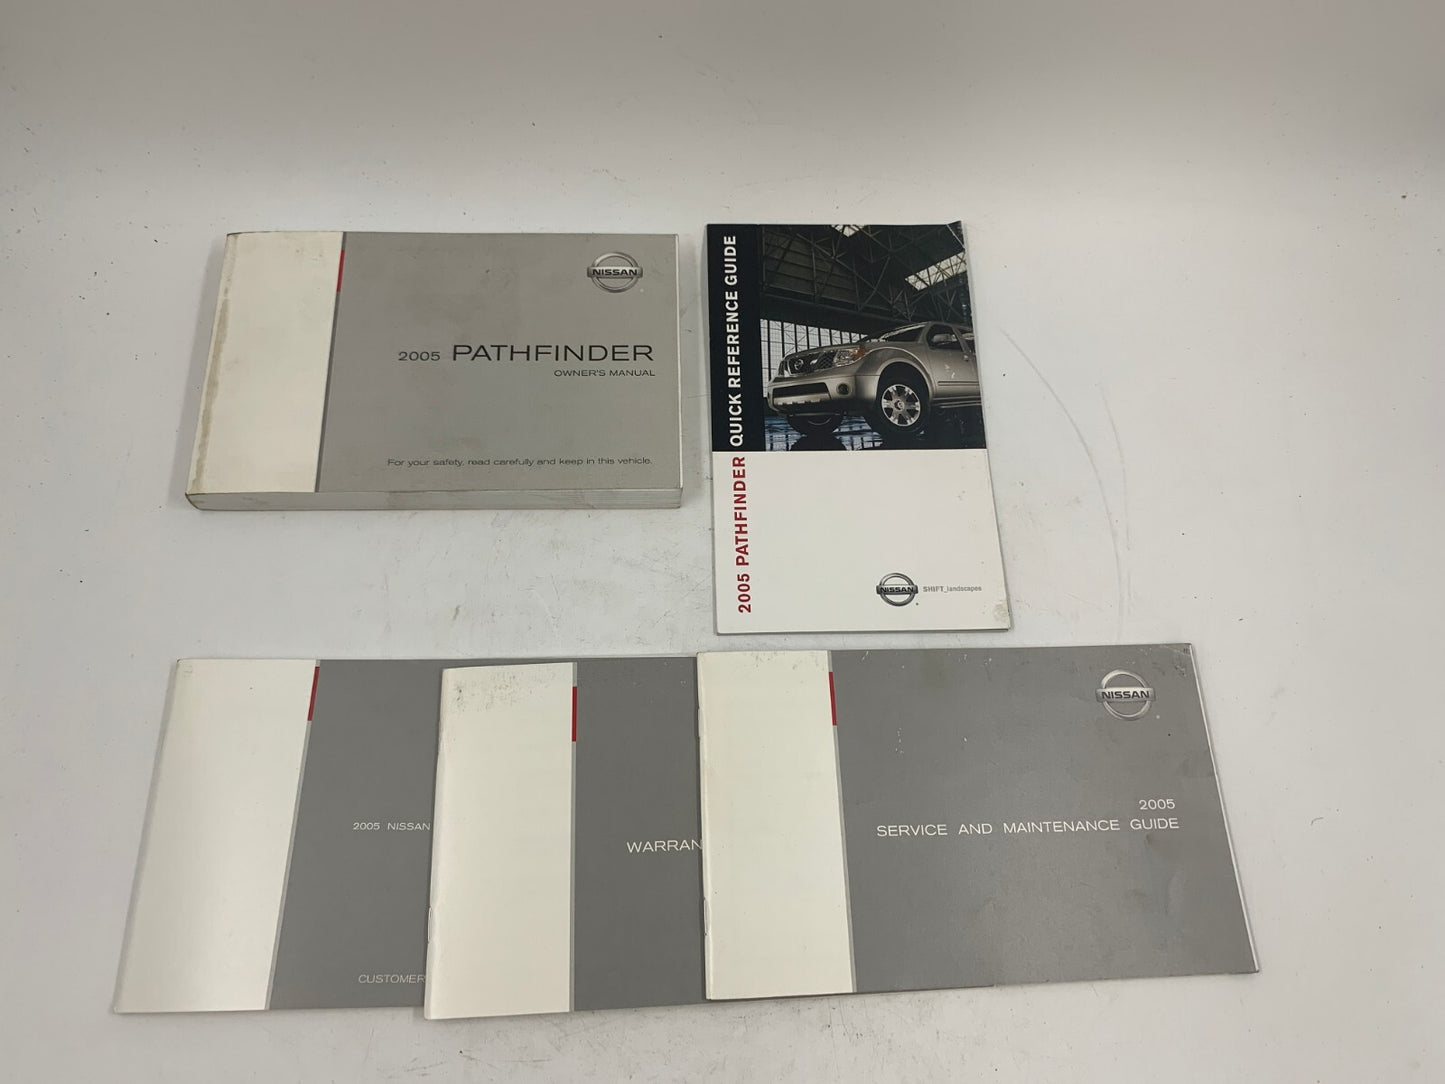 NISSAN
2005 PATHFINDER
OWNER'S MANUAL
For your safety, read carefully and keep in this vehicle.
2005 PATHFINDER QUICK REFERENCE GUIDE
NISSAN SHIFT_landscapes
2005 NISSAN
CUSTOMER
WARRAN
NISSAN
2005
SERVICE AND MAINTENANCE GUIDE